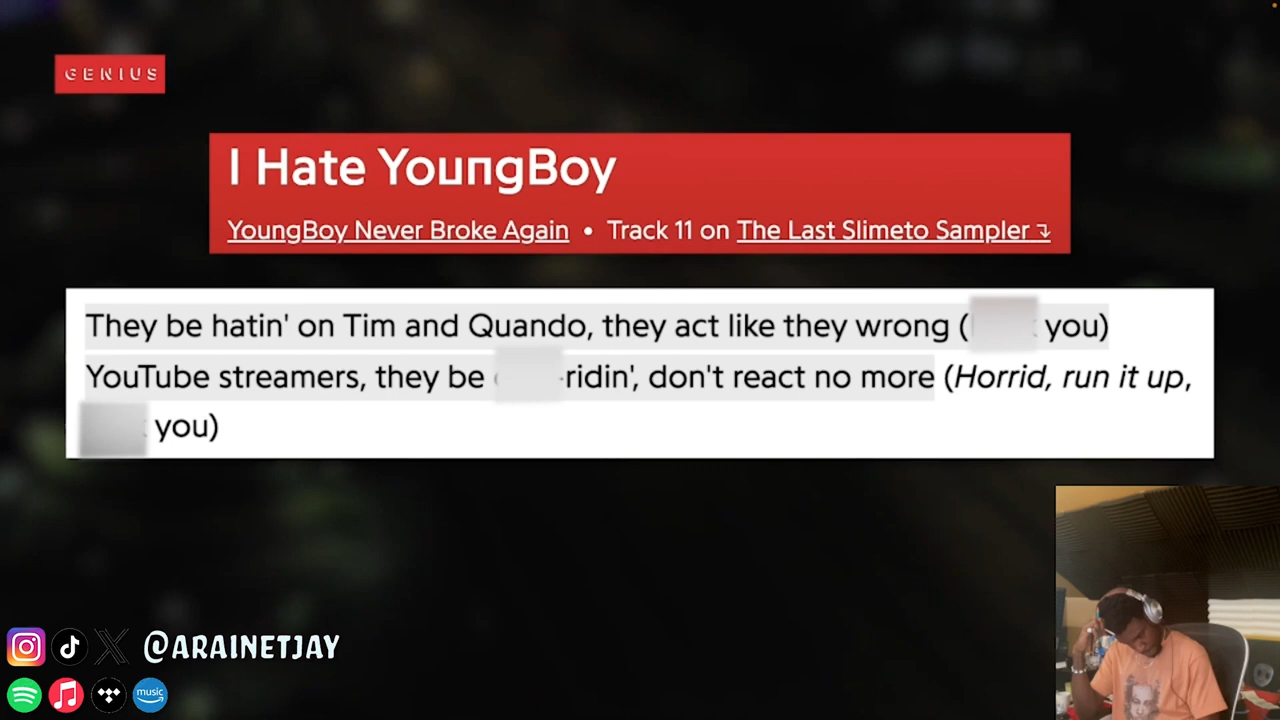 GENIUS
I Hate YoungBoy
YoungBoy Never Broke Again • Track 11 on The Last Slimeto Sampler
They be hatin' on Tim and Quando, they act like they wrong ( you)
YouTube streamers, they be -ridin', don't react no more (Horrid, run it up,
you)
@ARAINETJAY
music